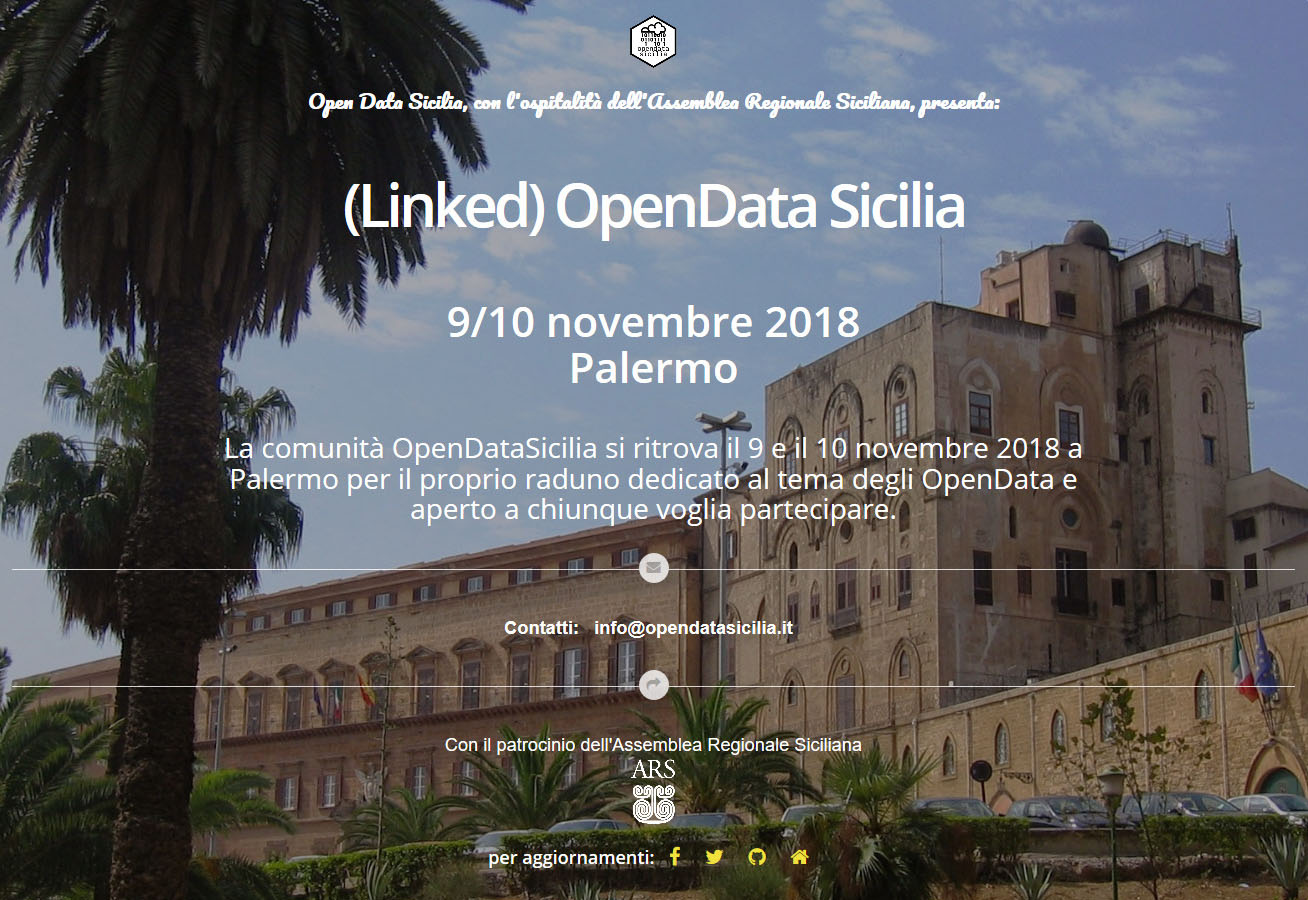 opendata
sicilia
Open Data Sicilia, con l'ospitalità dell'Assemblea Regionale Siciliana, presenta:
(Linked) OpenData Sicilia
9/10 novembre 2018
Palermo
La comunità OpenDataSicilia si ritrova il 9 e il 10 novembre 2018 a
Palermo per il proprio raduno dedicato al tema degli OpenData e
aperto a chiunque voglia partecipare.
Contatti: info@opendatasicilia.it
Con il patrocinio dell'Assemblea Regionale Siciliana
ARS
per aggiornamenti: